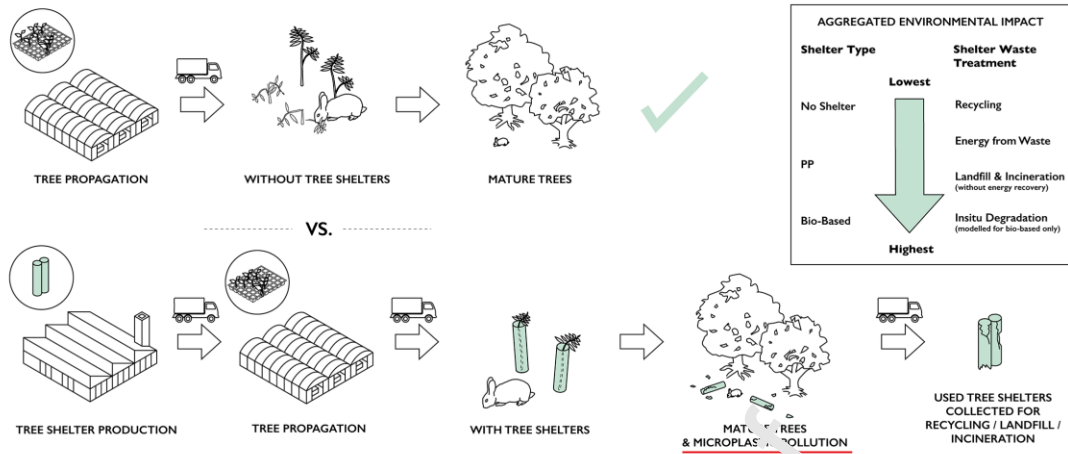 TREE PROPAGATION
WITHOUT TREE SHELTERS
MATURE TREES
AGGREGATED ENVIRONMENTAL IMPACT
Shelter Type
Shelter Waste
Treatment
Lowest
No Shelter
Recycling
Energy from Waste
PP
Landfill & Incineration
(without energy recovery)
Bio-Based
Insitu Degradation
(modelled for bio-based only)
Highest
VS.
TREE SHELTER PRODUCTION
TREE PROPAGATION
WITH TREE SHELTERS
TREES
& MICROPLASTIC POLLUTION
USED TREE SHELTERS
COLLECTED FOR
RECYCLING / LANDFILL /
INCINERATION